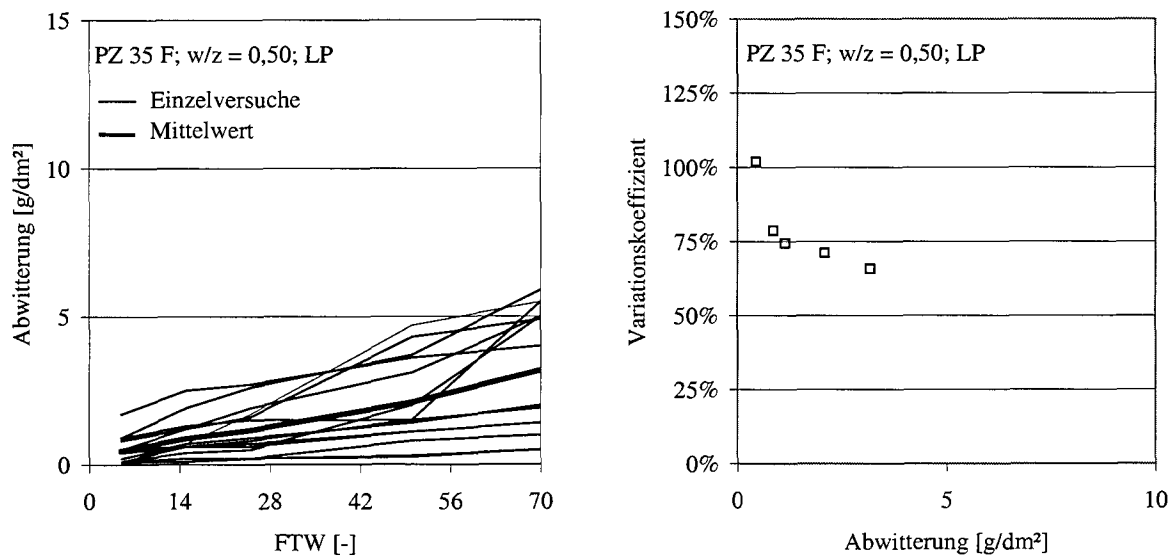 15
10
5
0
Abwitterung [g/dm²]
PZ 35 F; w/z = 0,50; LP
Einzelversuche
Mittelwert
0 14 28 42 56 70
FTW [-]
150%
125%
100%
75%
50%
25%
0%
Variationskoeffizient
PZ 35 F; w/z = 0,50; LP
0 5 10
Abwitterung [g/dm²]